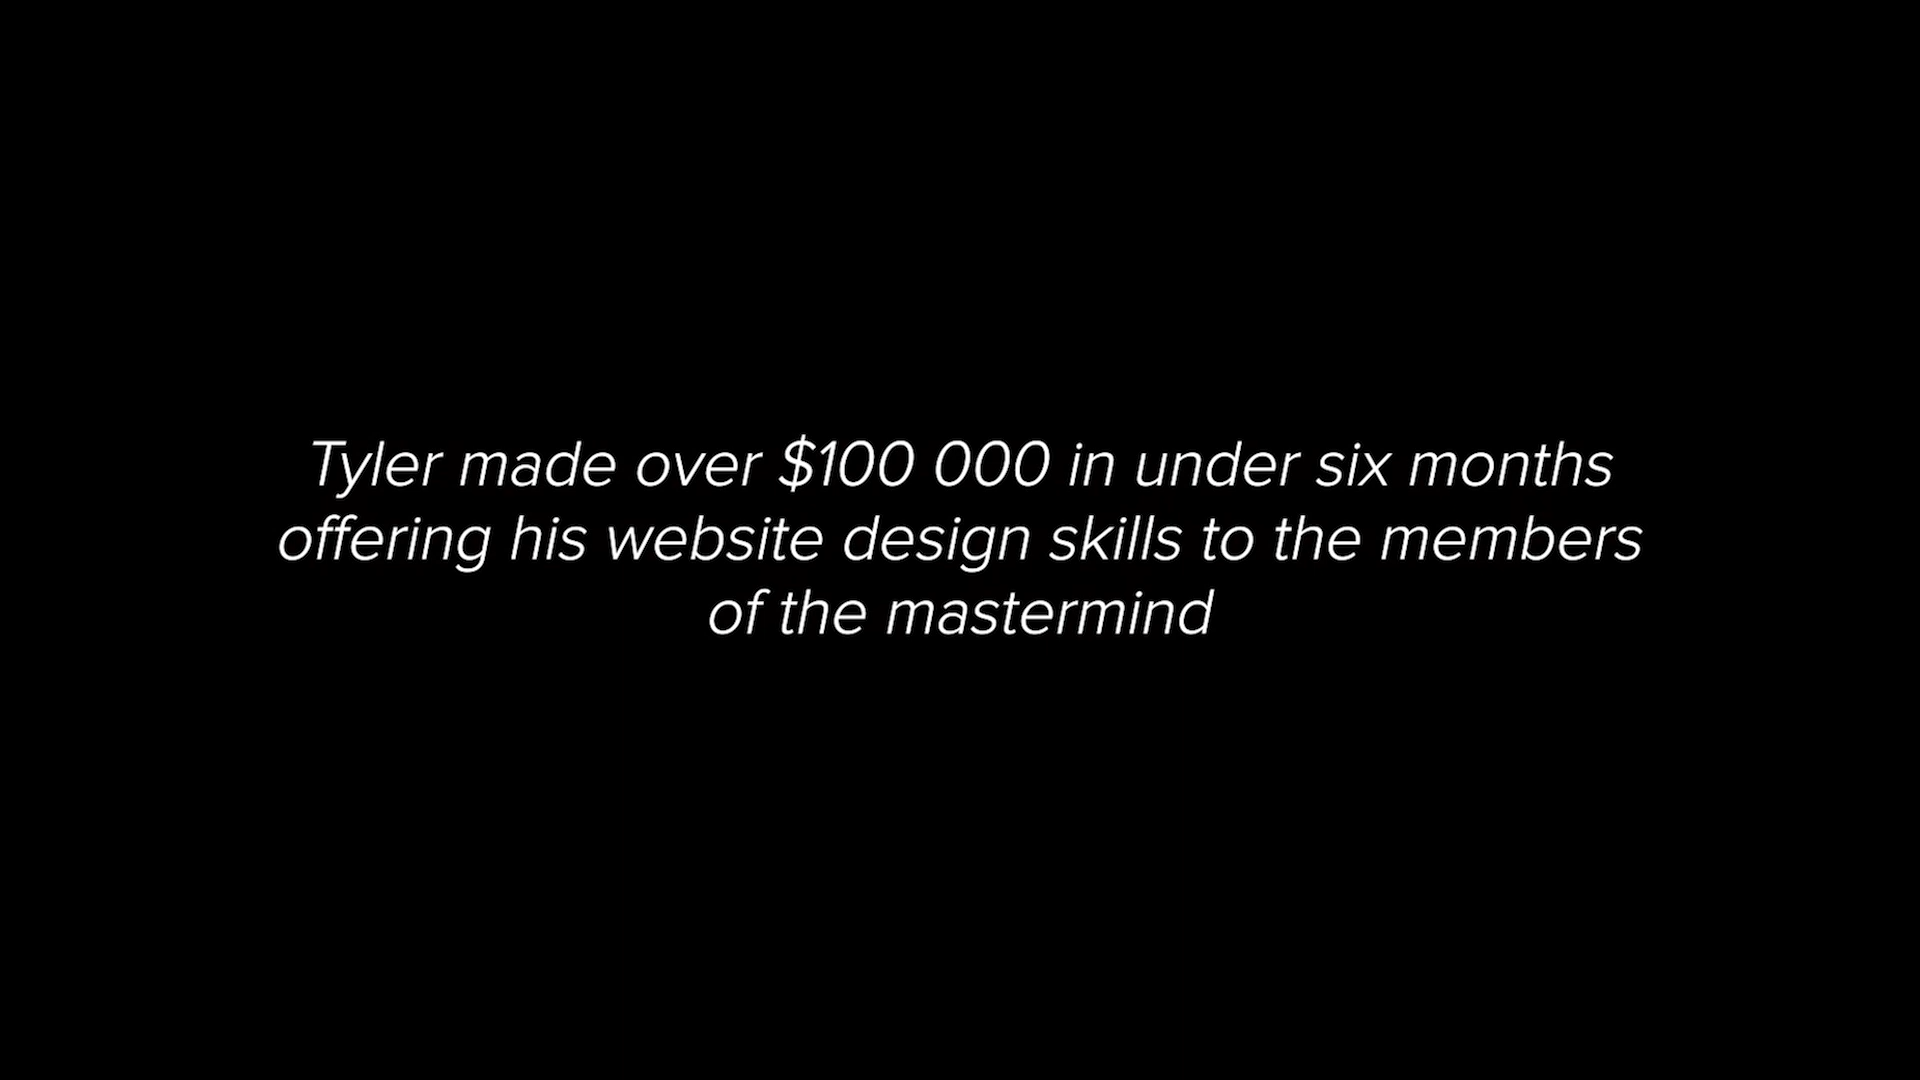 Tyler made over $100 000 in under six months
offering his website design skills to the members
of the mastermind